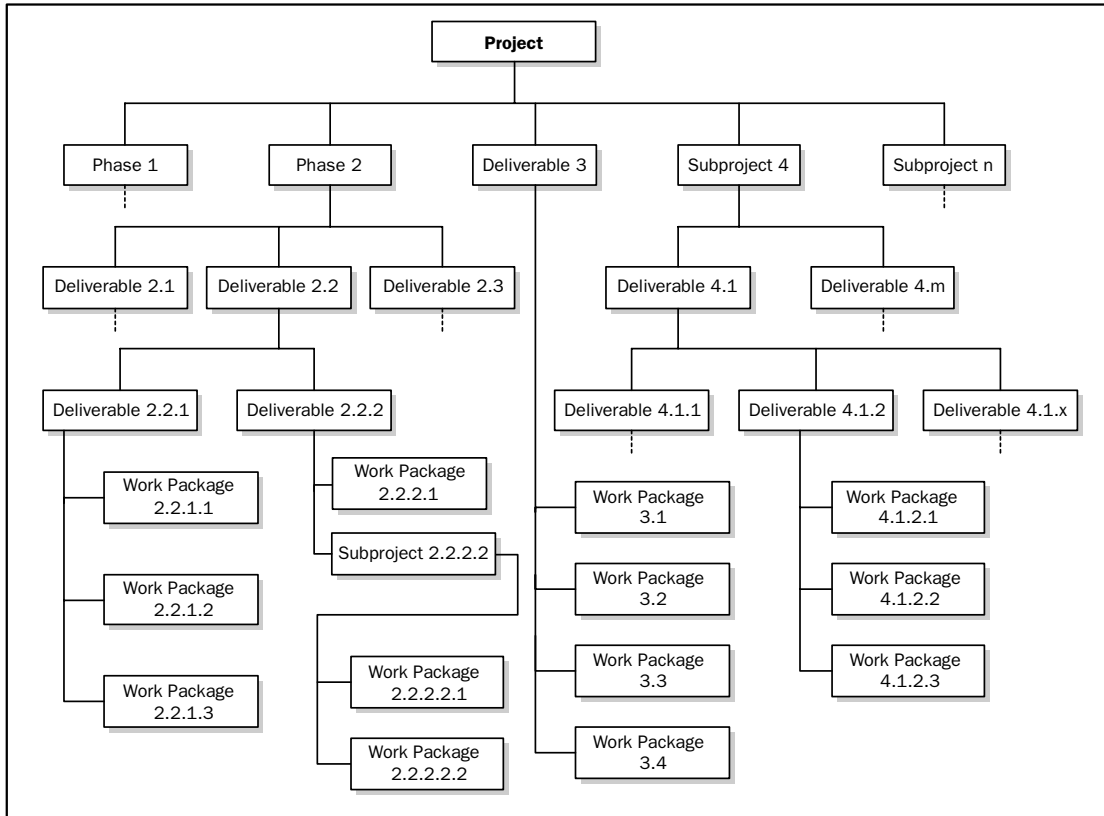 Project
Phase 1
Phase 2
Deliverable 3
Subproject 4
Subproject n
Deliverable 2.1
Deliverable 2.2
Deliverable 2.3
Deliverable 4.1
Deliverable 4.m
Deliverable 2.2.1
Deliverable 2.2.2
Deliverable 4.1.1
Deliverable 4.1.2
Deliverable 4.1.x
Work Package
2.2.1.1
Work Package
2.2.1.2
Work Package
2.2.1.3
Work Package
2.2.2.1
Subproject 2.2.2.2
Work Package
2.2.2.2.1
Work Package
2.2.2.2.2
Work Package
3.1
Work Package
3.2
Work Package
3.3
Work Package
3.4
Work Package
4.1.2.1
Work Package
4.1.2.2
Work Package
4.1.2.3